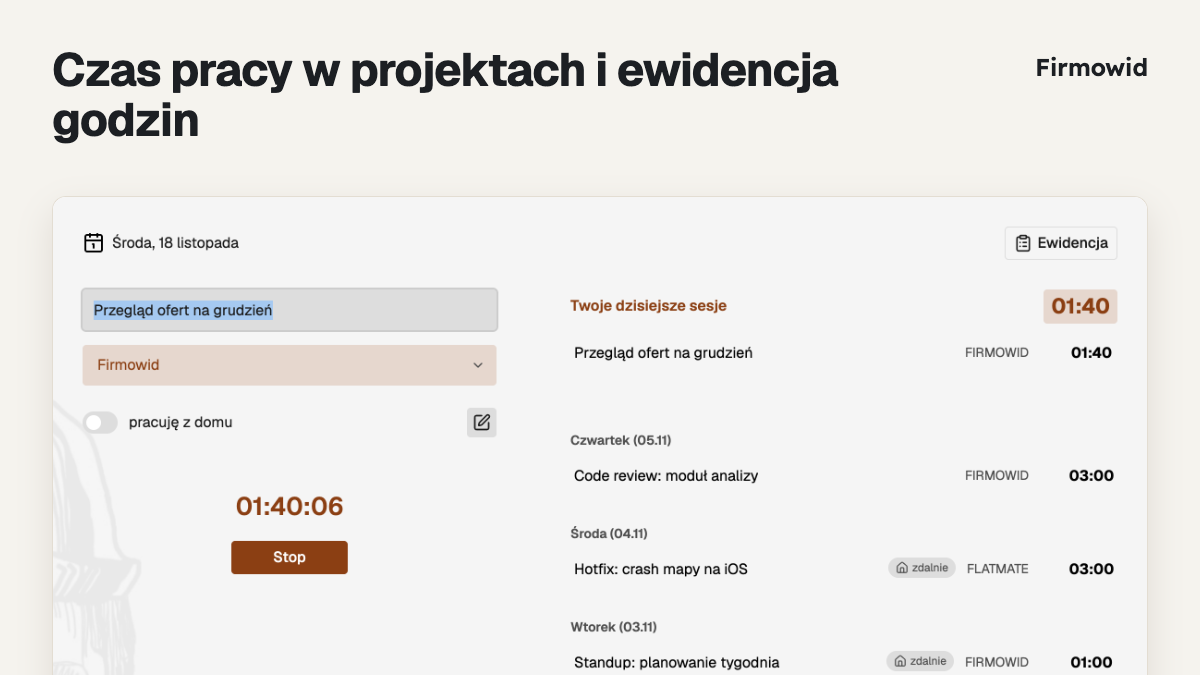 Czas pracy w projektach i ewidencja
godzin
Firmowid
Środa, 18 listopada
Ewidencja
Przegląd ofert na grudzień
Firmowid
pracuję z domu
01:40:06
Stop
Twoje dzisiejsze sesje 01:40
Przegląd ofert na grudzień FIRMOWID 01:40
Czwartek (05.11)
Code review: moduł analizy FIRMOWID 03:00
Środa (04.11)
Hotfix: crash mapy na iOS zdalnie FLATMATE 03:00
Wtorek (03.11)
Standup: planowanie tygodnia zdalnie FIRMOWID 01:00